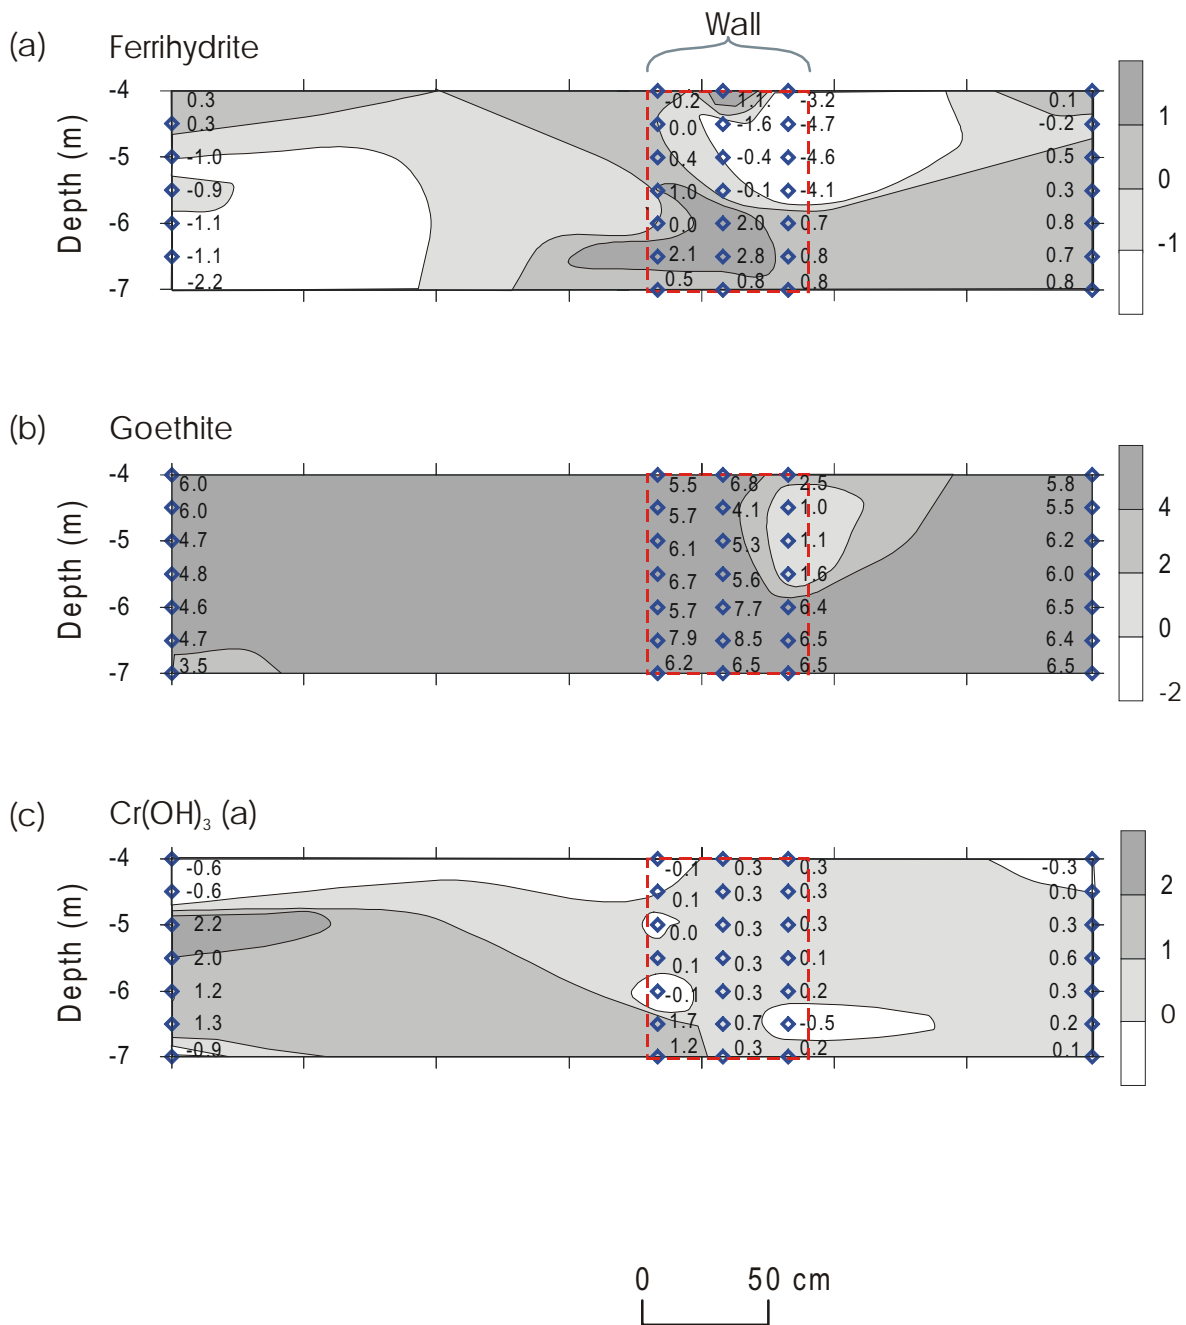 Wall
(a) Ferrihydrite
Depth (m)
-4 0.3 -0.2 1.1 -3.2 0.1
0.3 0.0 -1.6 -4.7 -0.2 1
-5 -1.0 0.4 -0.4 -4.6 0.5 0
-0.9 1.0 -0.1 -4.1 0.3
-6 -1.1 0.0 2.0 0.7 0.8 -1
-1.1 2.1 2.8 0.8 0.7
-7 -2.2 0.5 0.8 0.8 0.8
(b) Goethite
Depth (m)
-4 6.0 5.5 6.8 2.5 5.8
6.0 5.7 4.1 1.0 5.5 4
-5 4.7 6.1 5.3 1.1 6.2 2
4.8 6.7 5.6 1.6 6.0
-6 4.6 5.7 7.7 6.4 6.5 0
4.7 7.9 8.5 6.5 6.4
-7 3.5 6.2 6.5 6.5 6.5 -2
(c) Cr(OH)3 (a)
Depth (m)
-4 -0.6 -0.1 0.3 0.3 -0.3
-0.6 0.1 0.3 0.3 0.0 2
-5 2.2 0.0 0.3 0.3 0.3 1
2.0 0.1 0.3 0.1 0.6
-6 1.2 -0.1 0.3 0.2 0.3 0
1.3 1.7 0.7 -0.5 0.2
-7 -0.9 1.2 0.3 0.2 0.1
0 50 cm